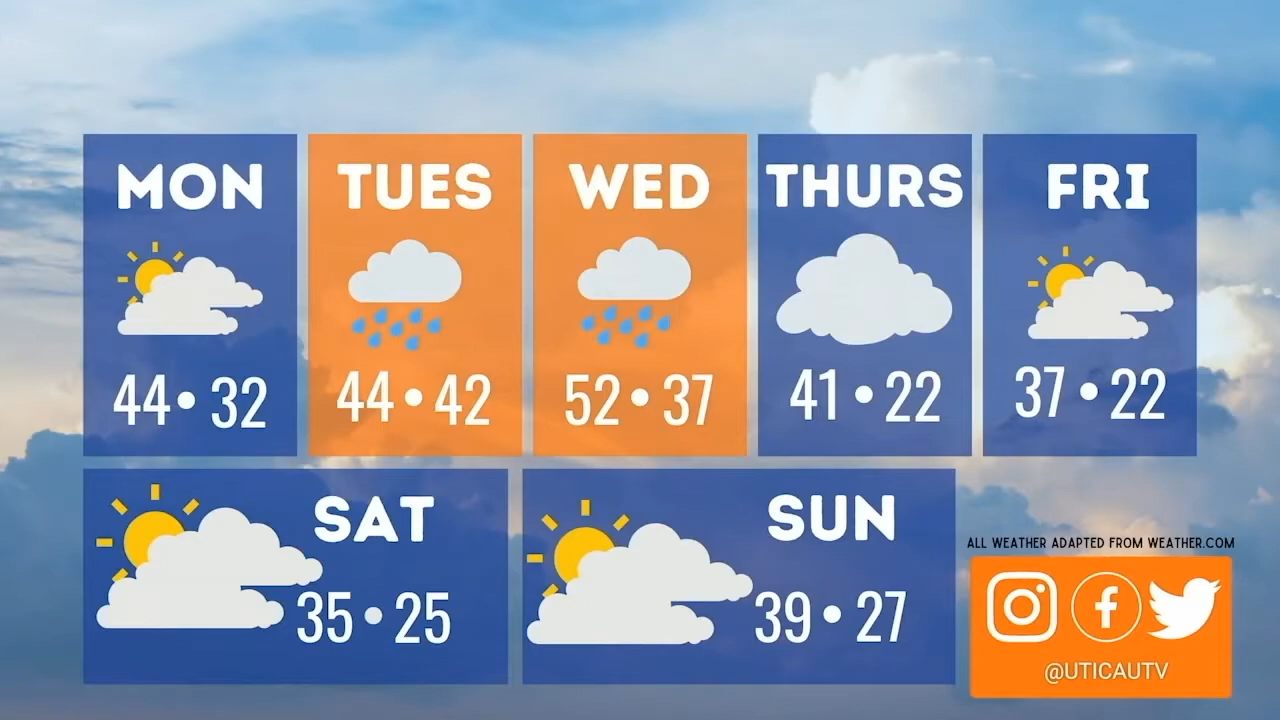 MON
44 • 32
TUES
44 • 42
WED
52 • 37
THURS
41 • 22
FRI
37 • 22
SAT
35 • 25
SUN
39 • 27
ALL WEATHER ADAPTED FROM WEATHER.COM
@UTICAUTV